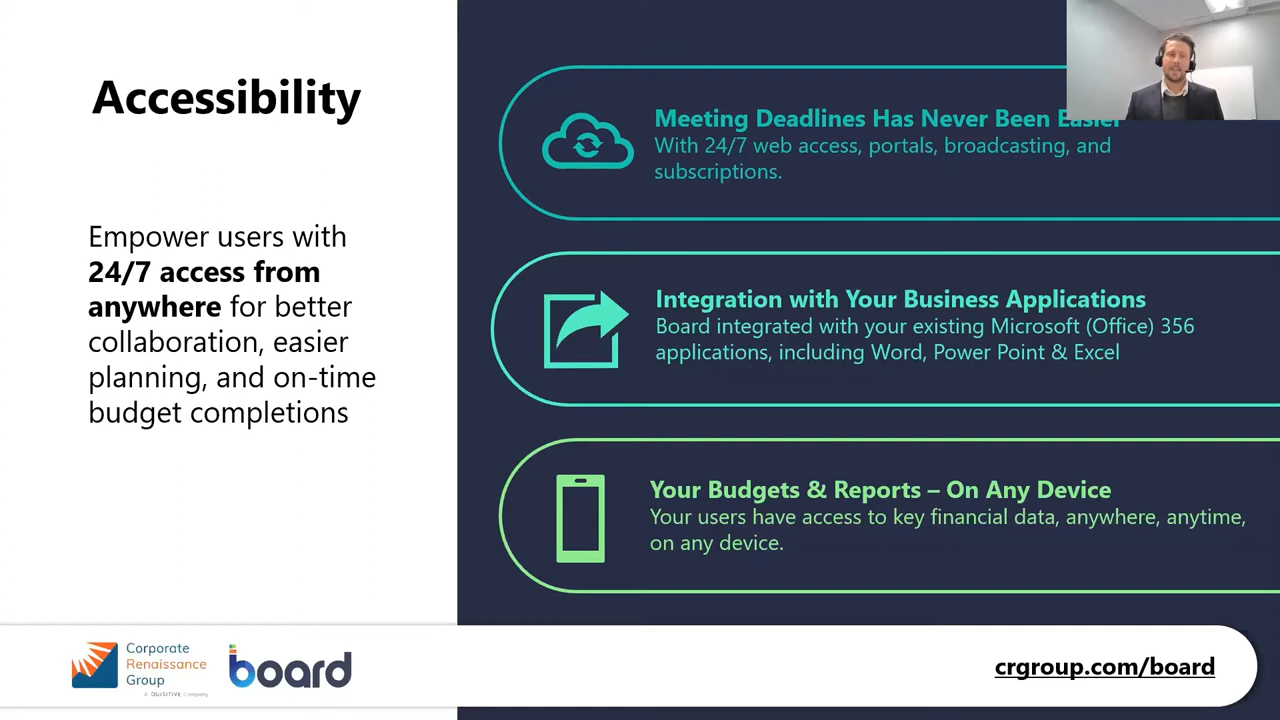 Accessibility
Empower users with
24/7 access from
anywhere for better
collaboration, easier
planning, and on-time
budget completions
Meeting Deadlines Has Never Been Easier
With 24/7 web access, portals, broadcasting, and
subscriptions.
Integration with Your Business Applications
Board integrated with your existing Microsoft (Office) 356
applications, including Word, Power Point & Excel
Your Budgets & Reports – On Any Device
Your users have access to key financial data, anywhere, anytime,
on any device.
Corporate
Renaissance
Group
A QUISITIVE Company
board
crgroup.com/board